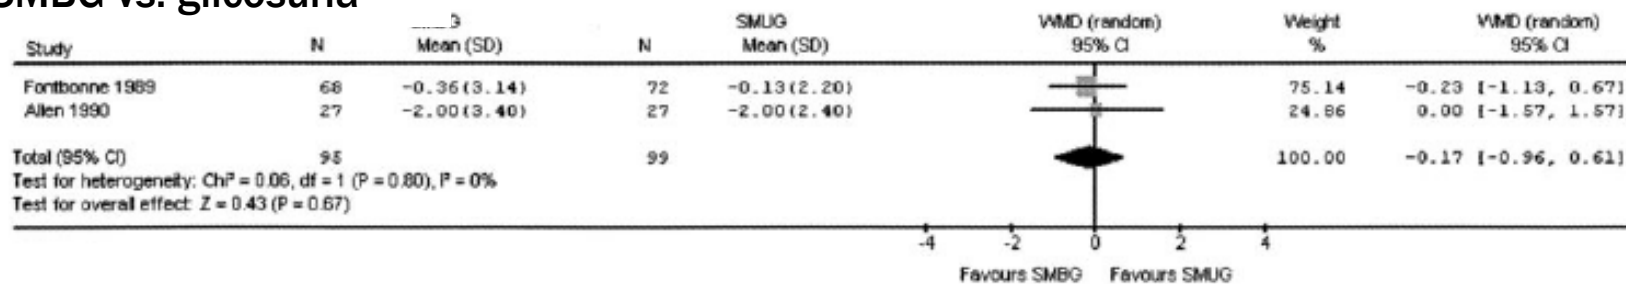 SMBG vs. glicosuria
SMUG WMD (random) Weight WMD (random)
Study N Mean (SD) N Mean (SD) 95% CI % 95% CI
Fontbonne 1989 68 -0.36(3.14) 72 -0.13(2.20) 75.14 -0.23 [-1.13, 0.67]
Allen 1990 27 -2.00(3.40) 27 -2.00(2.40) 24.86 0.00 [-1.57, 1.57]
Total (95% CI) 95 99 100.00 -0.17 [-0.96, 0.61]
Test for heterogeneity: Chi² = 0.06, df = 1 (P = 0.80), I² = 0%
Test for overall effect: Z = 0.43 (P = 0.67)
-4 -2 0 2 4
Favours SMBG Favours SMUG